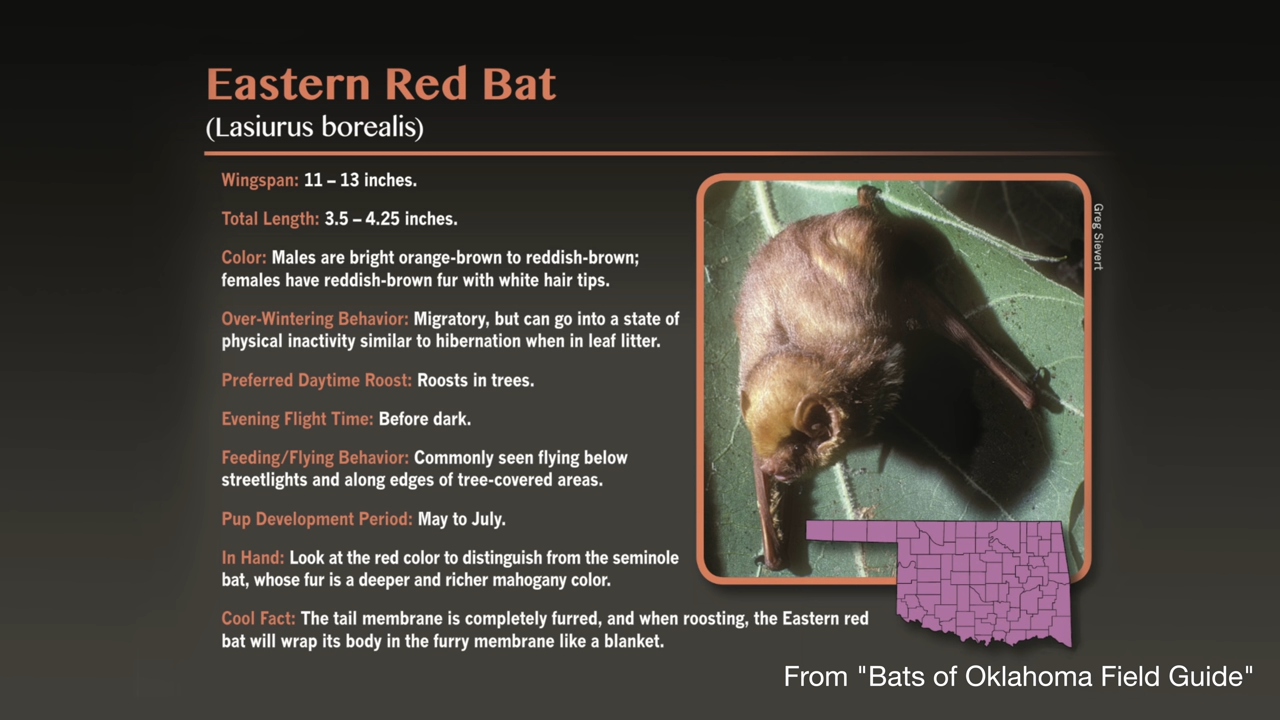 Eastern Red Bat
(Lasiurus borealis)
Wingspan: 11 – 13 inches.
Total Length: 3.5 – 4.25 inches.
Color: Males are bright orange-brown to reddish-brown;
females have reddish-brown fur with white hair tips.
Over-Wintering Behavior: Migratory, but can go into a state of
physical inactivity similar to hibernation when in leaf litter.
Preferred Daytime Roost: Roosts in trees.
Evening Flight Time: Before dark.
Feeding/Flying Behavior: Commonly seen flying below
streetlights and along edges of tree-covered areas.
Pup Development Period: May to July.
In Hand: Look at the red color to distinguish from the seminole
bat, whose fur is a deeper and richer mahogany color.
Cool Fact: The tail membrane is completely furred, and when roosting, the Eastern red
bat will wrap its body in the furry membrane like a blanket.
Greg Sievert
From "Bats of Oklahoma Field Guide"